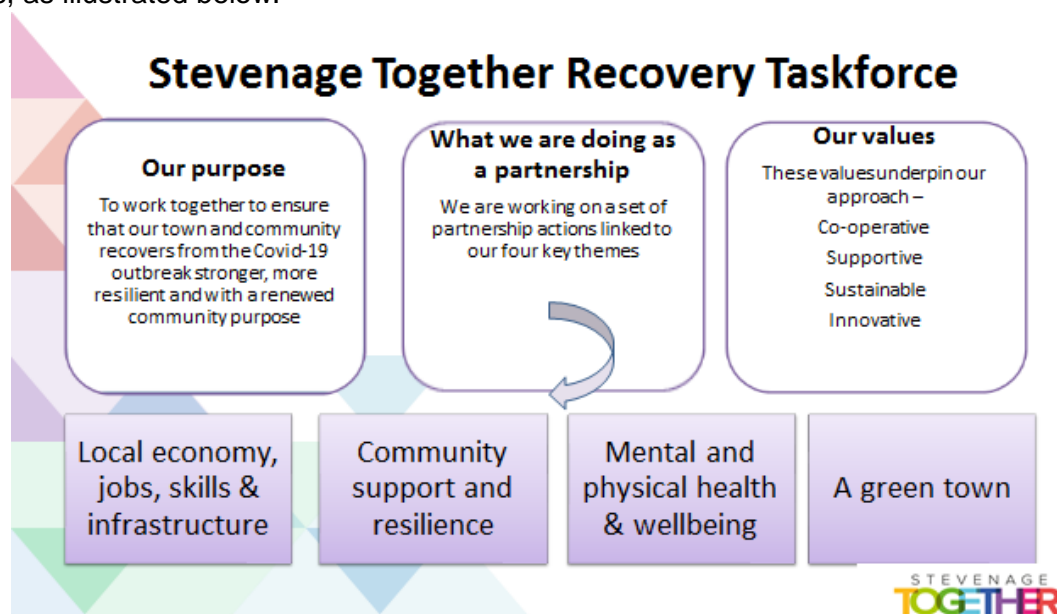 , as illustrated below.
Stevenage Together Recovery Taskforce
Our purpose
To work together to ensure
that our town and community
recovers from the Covid-19
outbreak stronger, more
resilient and with a renewed
community purpose
What we are doing as
a partnership
We are working on a set of
partnership actions linked to
our four key themes
Our values
These values underpin our
approach –
Co-operative
Supportive
Sustainable
Innovative
Local economy,
jobs, skills &
infrastructure
Community
support and
resilience
Mental and
physical health
& wellbeing
A green town
STEVENAGE
TOGETHER